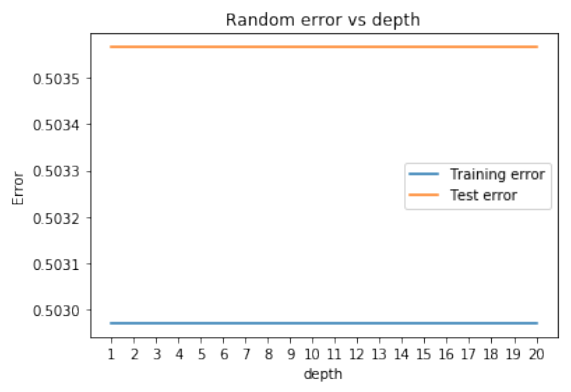 Random error vs depth
0.5035
0.5034
0.5033
0.5032
0.5031
0.5030
Error
Training error
Test error
1 2 3 4 5 6 7 8 9 10 11 12 13 14 15 16 17 18 19 20
depth